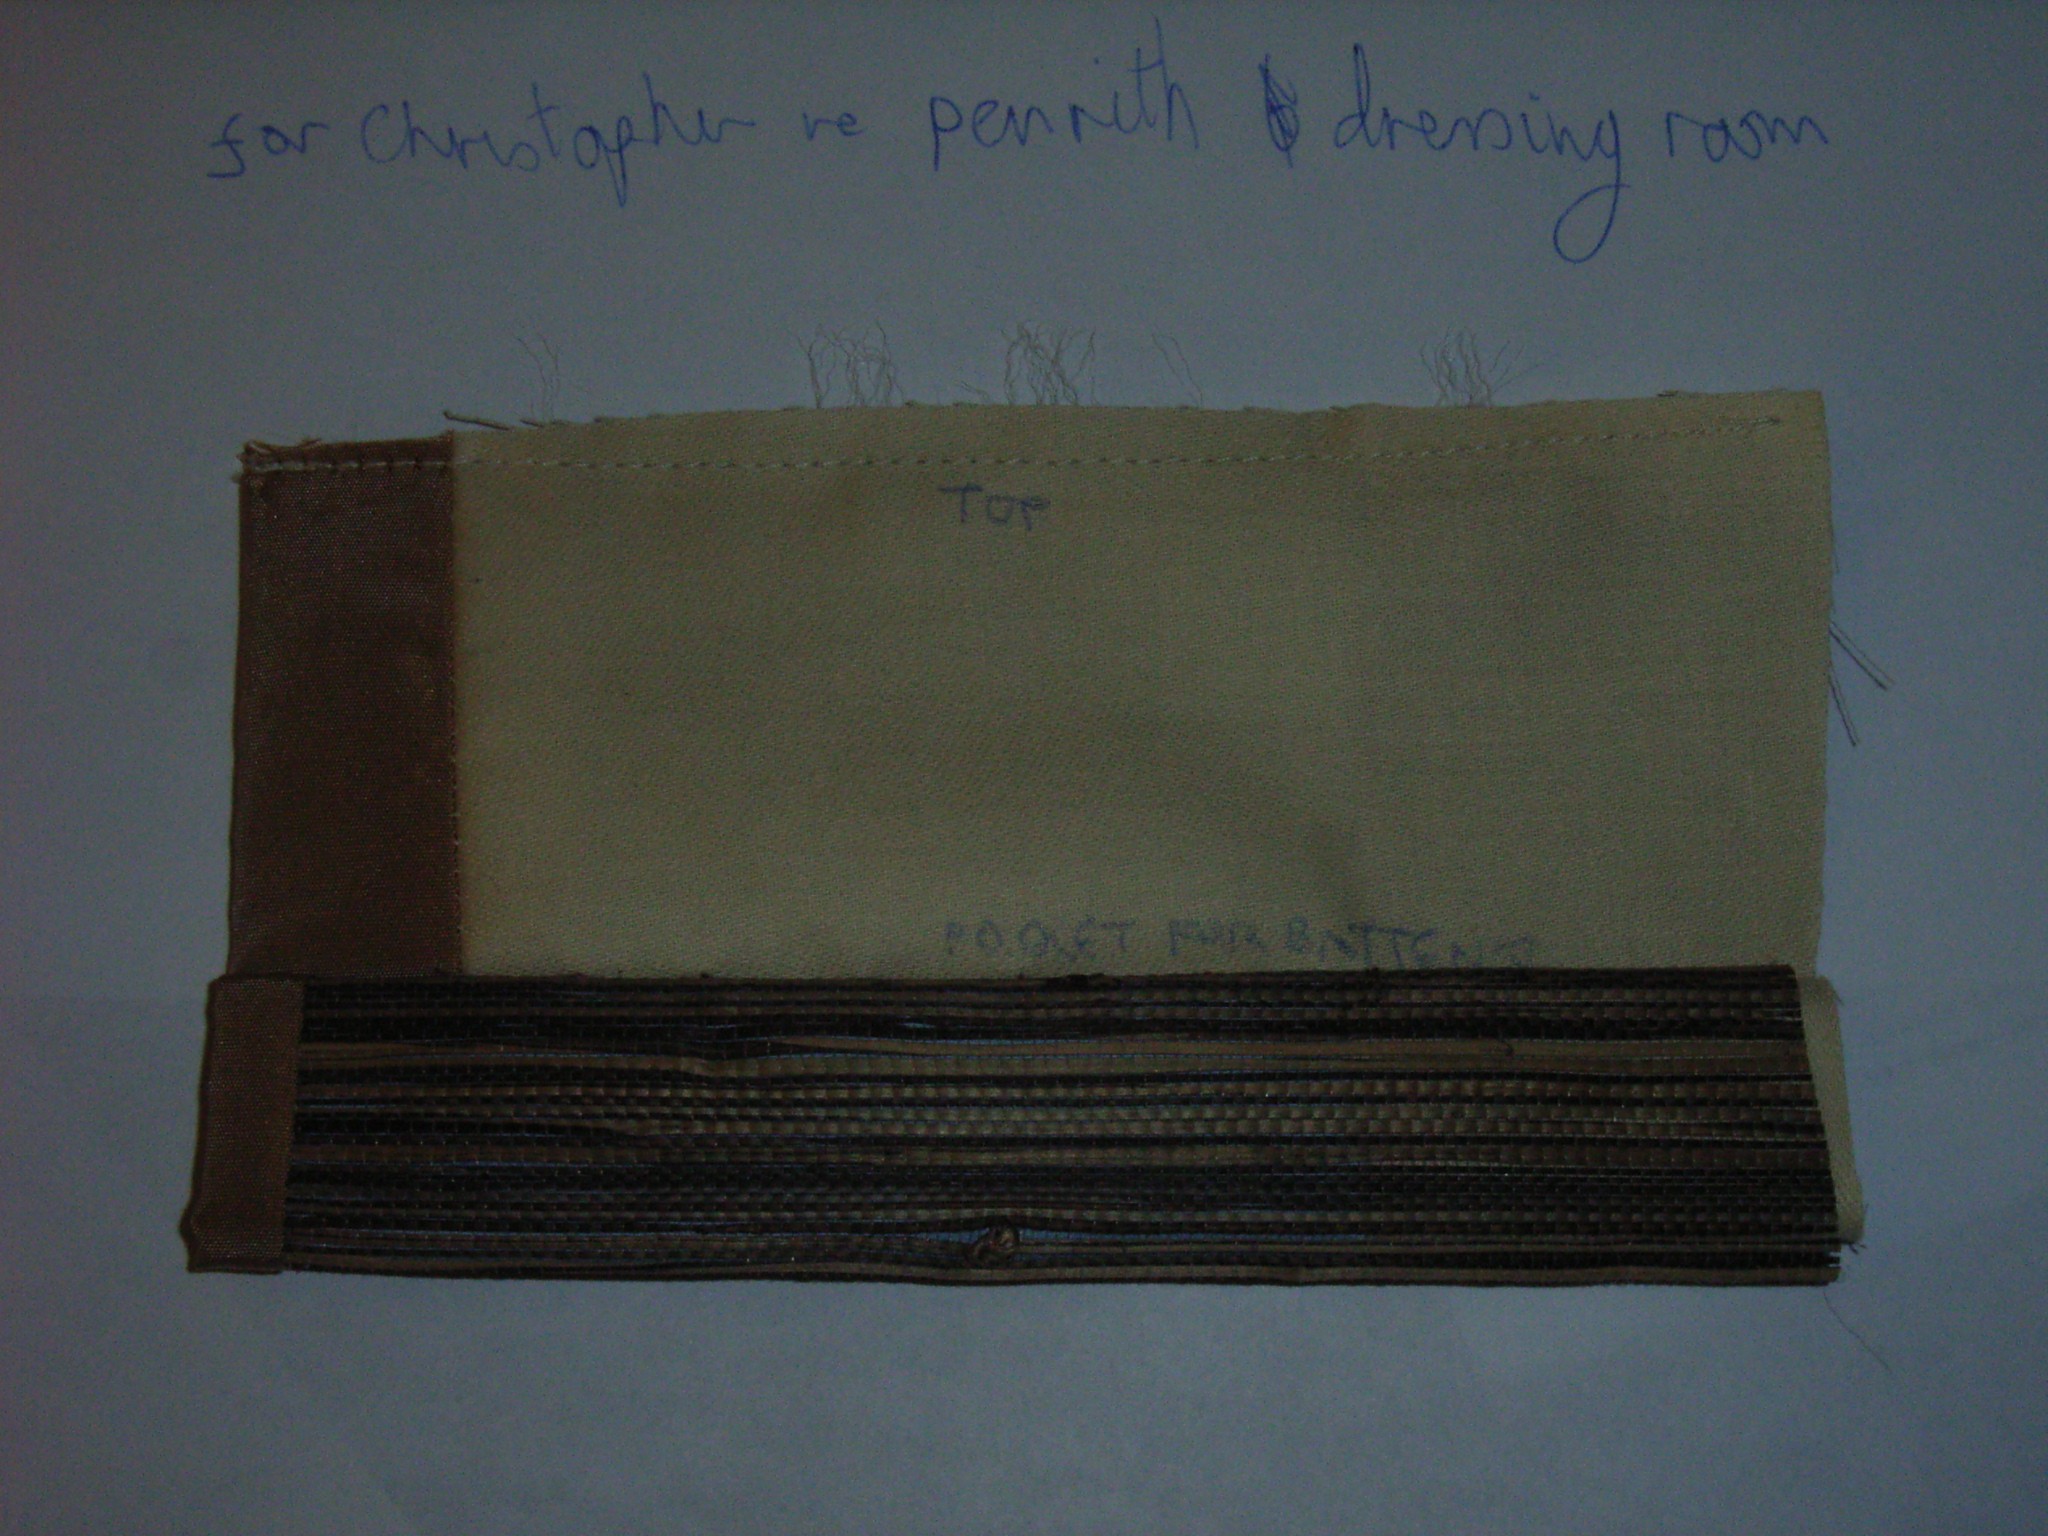 for Christopher re penrith dressing room
TOP
POCKET FOR BATTENS